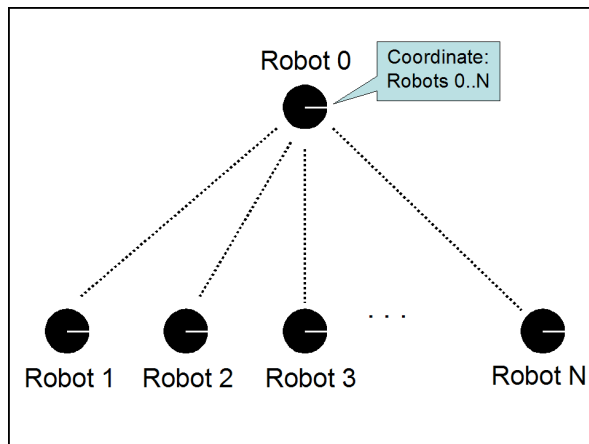 Robot 0
Coordinate:
Robots 0..N
. . .
Robot 1
Robot 2
Robot 3
Robot N